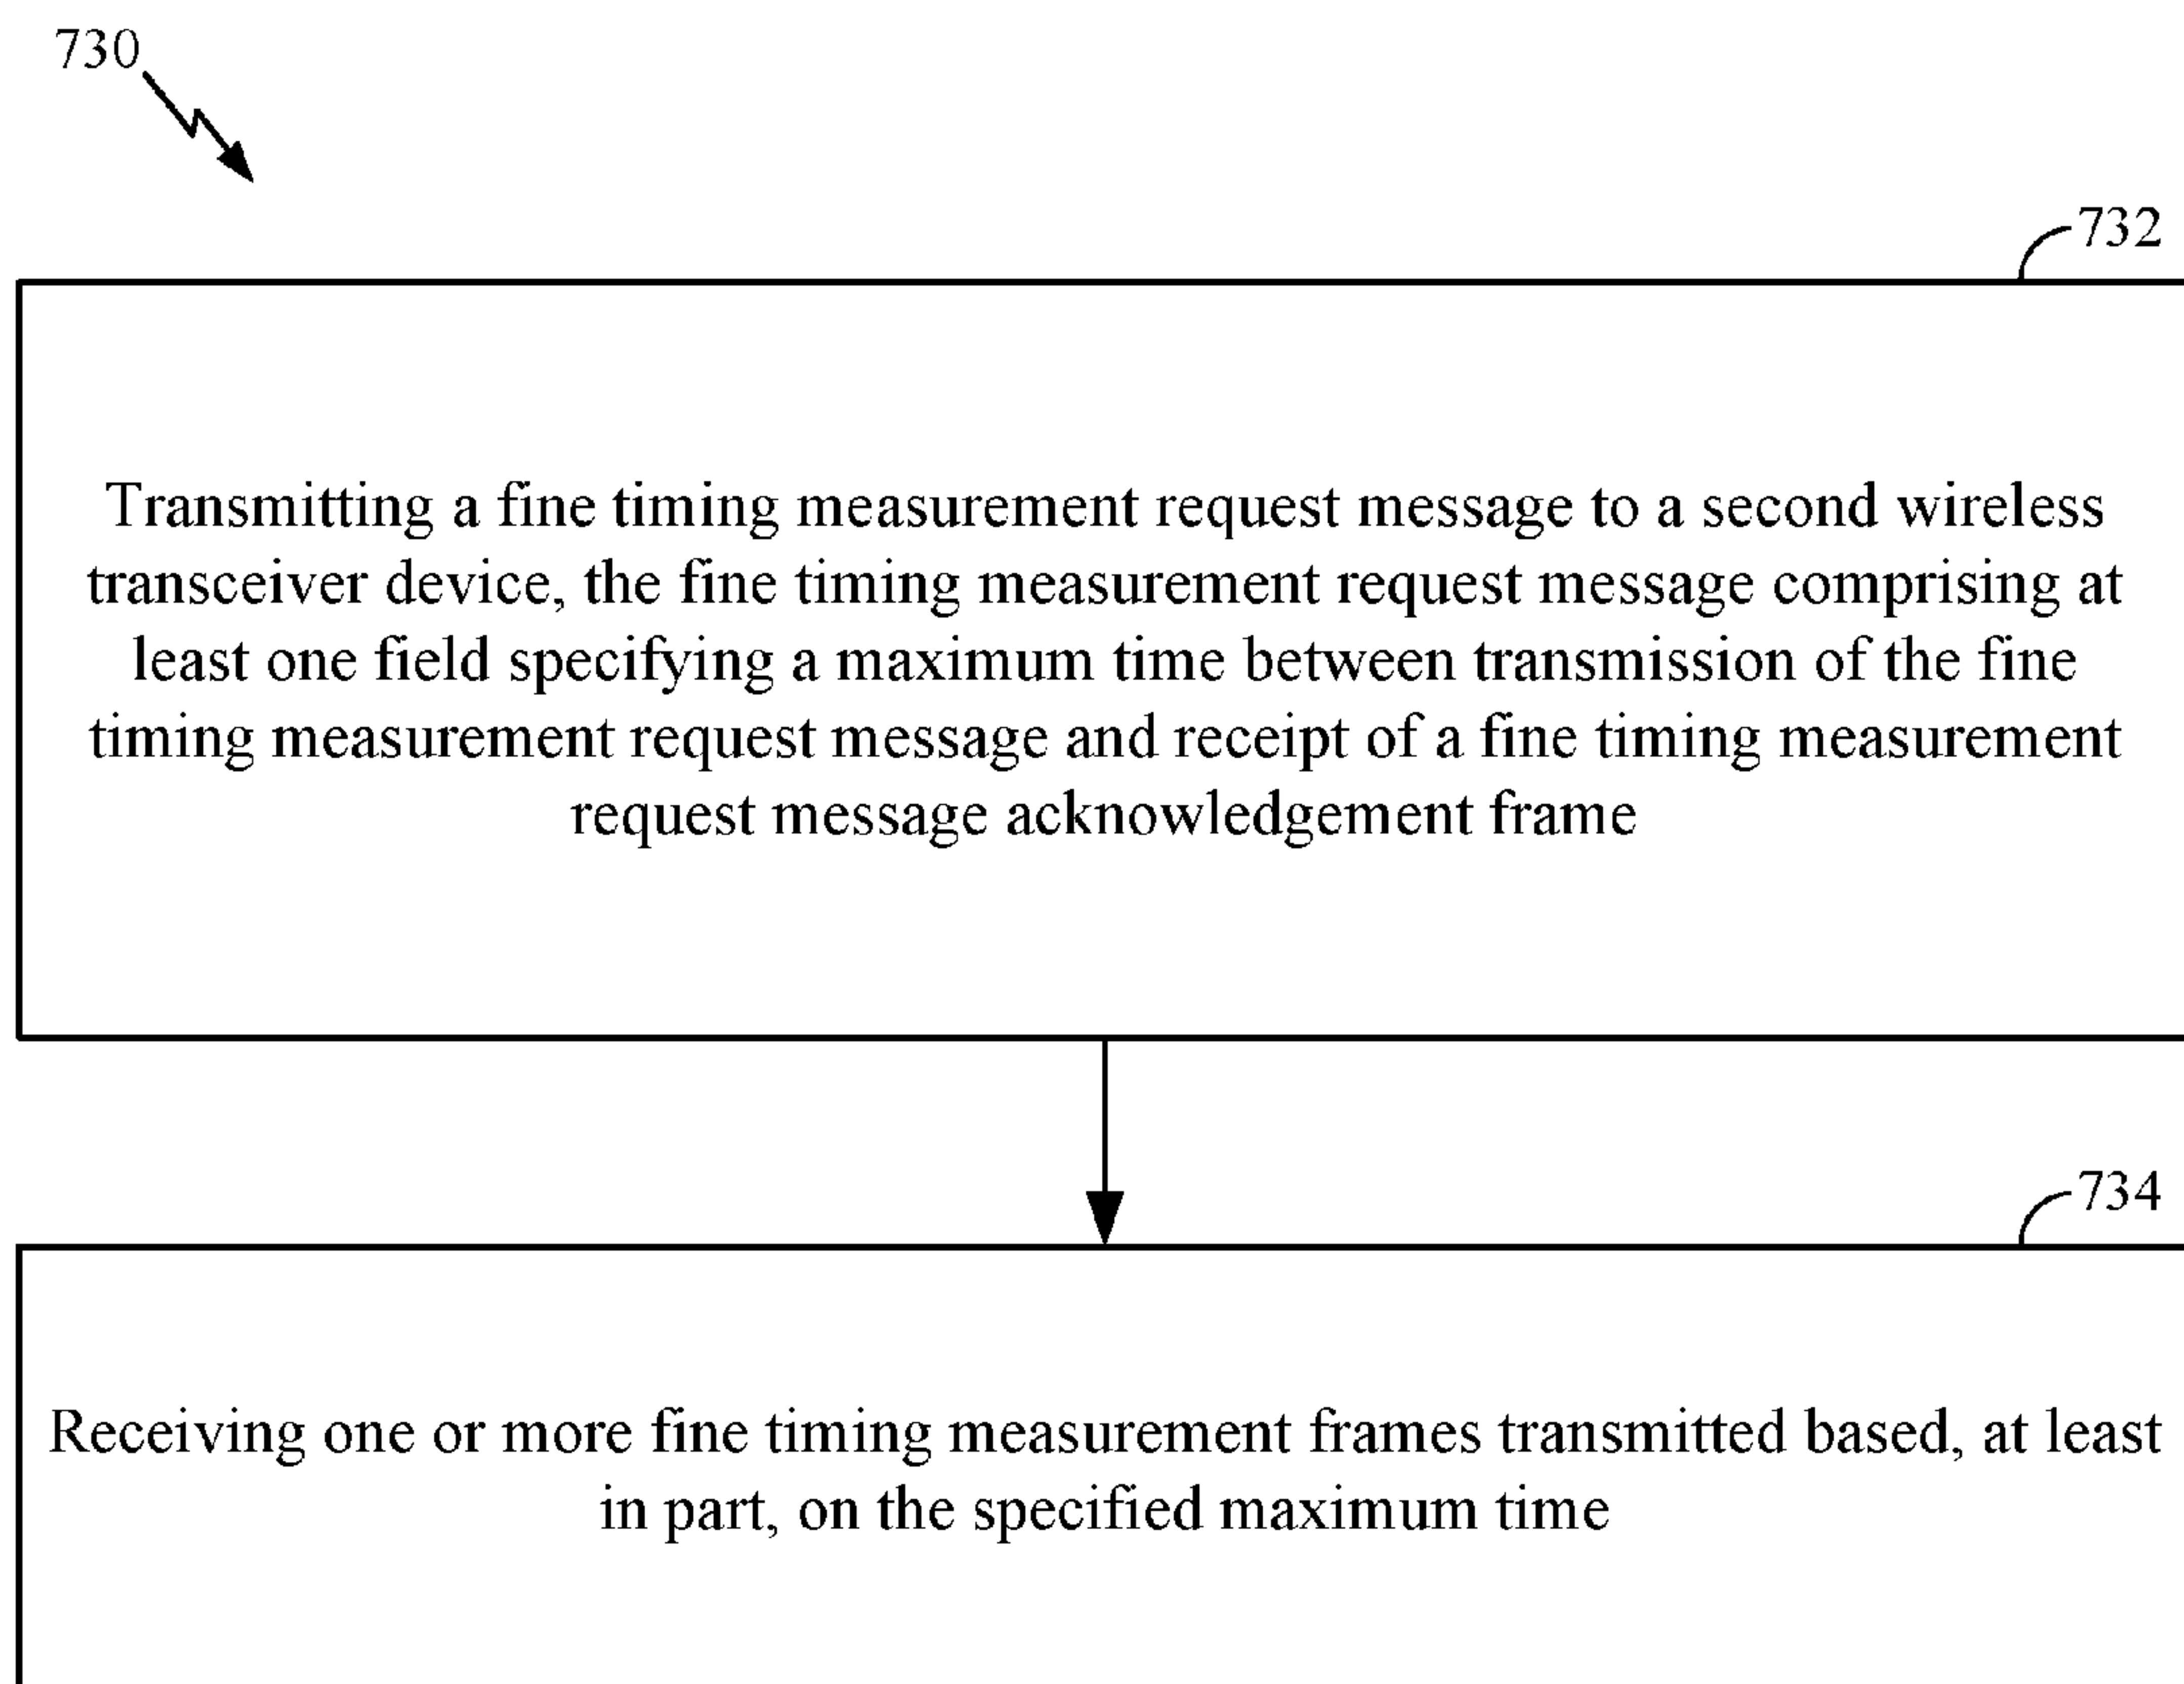 730
732
Transmitting a fine timing measurement request message to a second wireless
transceiver device, the fine timing measurement request message comprising at
least one field specifying a maximum time between transmission of the fine
timing measurement request message and receipt of a fine timing measurement
request message acknowledgement frame
734
Receiving one or more fine timing measurement frames transmitted based, at least
in part, on the specified maximum time